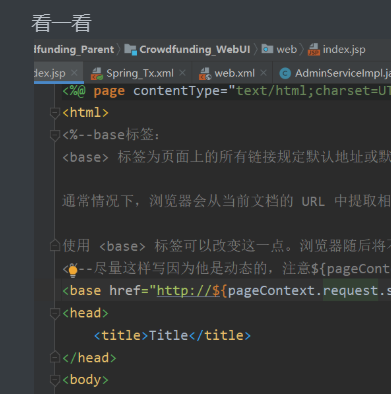 看一看
dfunding_Parent Crowdfunding_WebUI web index.jsp
dex.jsp Spring_Tx.xml web.xml AdminServiceImpl.ja
<%@ page contentType="text/html;charset=UT
<html>
<%--base标签:
<base> 标签为页面上的所有链接规定默认地址或默
通常情况下，浏览器会从当前文档的 URL 中提取相
使用 <base> 标签可以改变这一点。浏览器随后将不
<%--尽量这样写因为他是动态的，注意${pageCont
<base href="http://${pageContext.request.s
<head>
<title>Title</title>
</head>
<body>